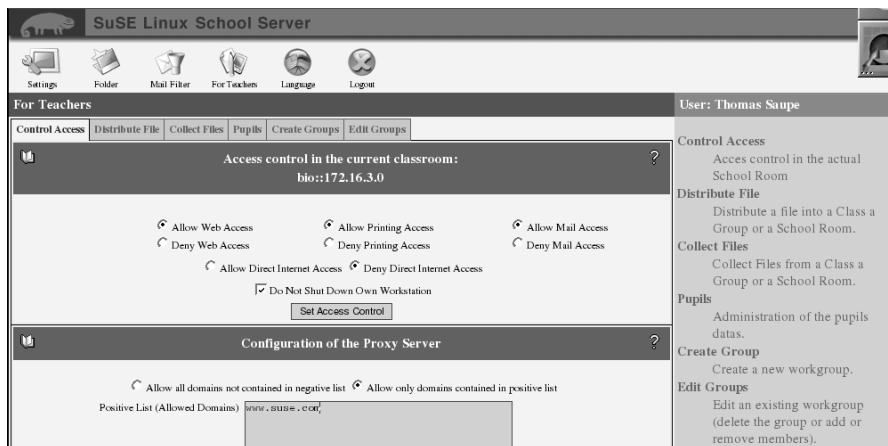 SuSE Linux School Server
Settings Folder Mail Filter For Teachers Language Logout
For Teachers
User: Thomas Saupe
Control Access Distribute File Collect Files Pupils Create Groups Edit Groups
Access control in the current classroom:
bio::172.16.3.0
?
Allow Web Access Allow Printing Access Allow Mail Access
Deny Web Access Deny Printing Access Deny Mail Access
Allow Direct Internet Access Deny Direct Internet Access
Do Not Shut Down Own Workstation
Set Access Control
Configuration of the Proxy Server
?
Allow all domains not contained in negative list Allow only domains contained in positive list
Positive List (Allowed Domains) www.suse.com
Control Access
Acces control in the actual
School Room
Distribute File
Distribute a file into a Class a
Group or a School Room.
Collect Files
Collect Files from a Class a
Group or a School Room.
Pupils
Administration of the pupils
datas.
Create Group
Create a new workgroup.
Edit Groups
Edit an existing workgroup
(delete the group or add or
remove members).